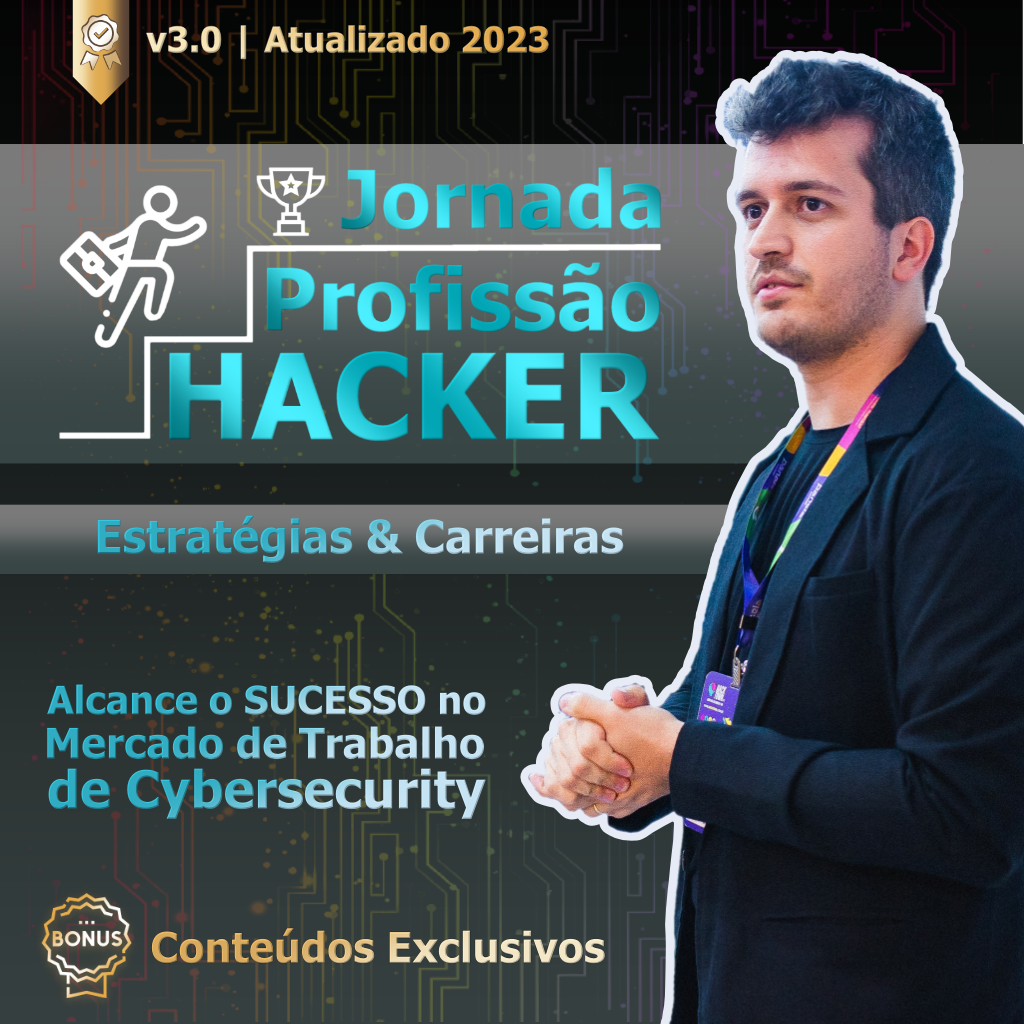 v3.0 | Atualizado 2023
Jornada
Profissão
HACKER
Estratégias & Carreiras
Alcance o SUCESSO no
Mercado de Trabalho
de Cybersecurity
BONUS
Conteúdos Exclusivos